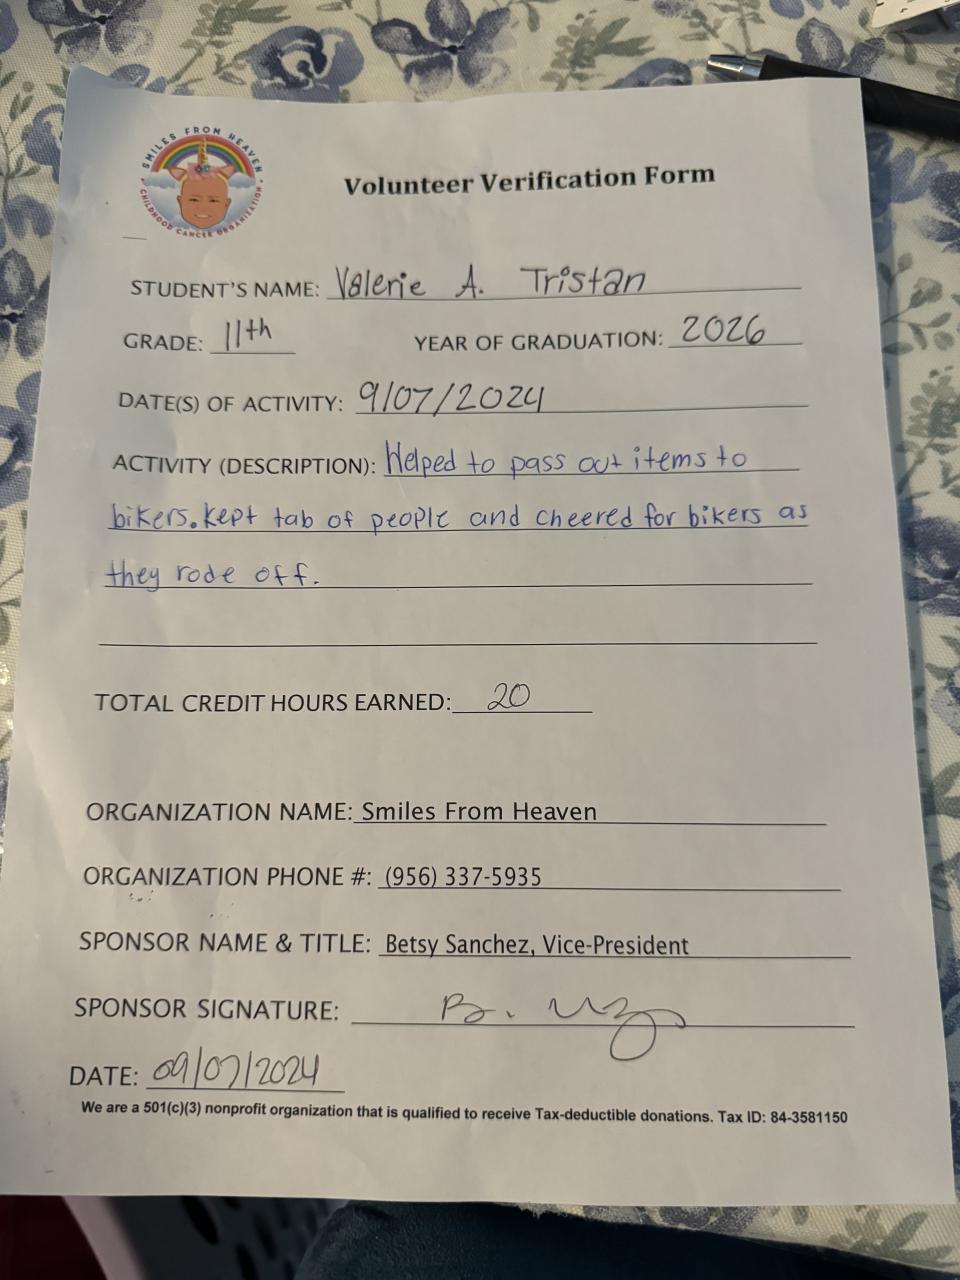 SMILES FROM HEAVEN
CHILDHOOD CANCER ORGANIZATION
Volunteer Verification Form
STUDENT'S NAME: Valerie A. Tristan
GRADE: 11th YEAR OF GRADUATION: 2026
DATE(S) OF ACTIVITY: 9/07/2024
ACTIVITY (DESCRIPTION): Helped to pass out items to
bikers. kept tab of people and cheered for bikers as
they rode off.
TOTAL CREDIT HOURS EARNED: 20
ORGANIZATION NAME: Smiles From Heaven
ORGANIZATION PHONE #: (956) 337-5935
SPONSOR NAME & TITLE: Betsy Sanchez, Vice-President
SPONSOR SIGNATURE: B.
DATE: 09/07/2024
We are a 501(c)(3) nonprofit organization that is qualified to receive Tax-deductible donations. Tax ID: 84-3581150